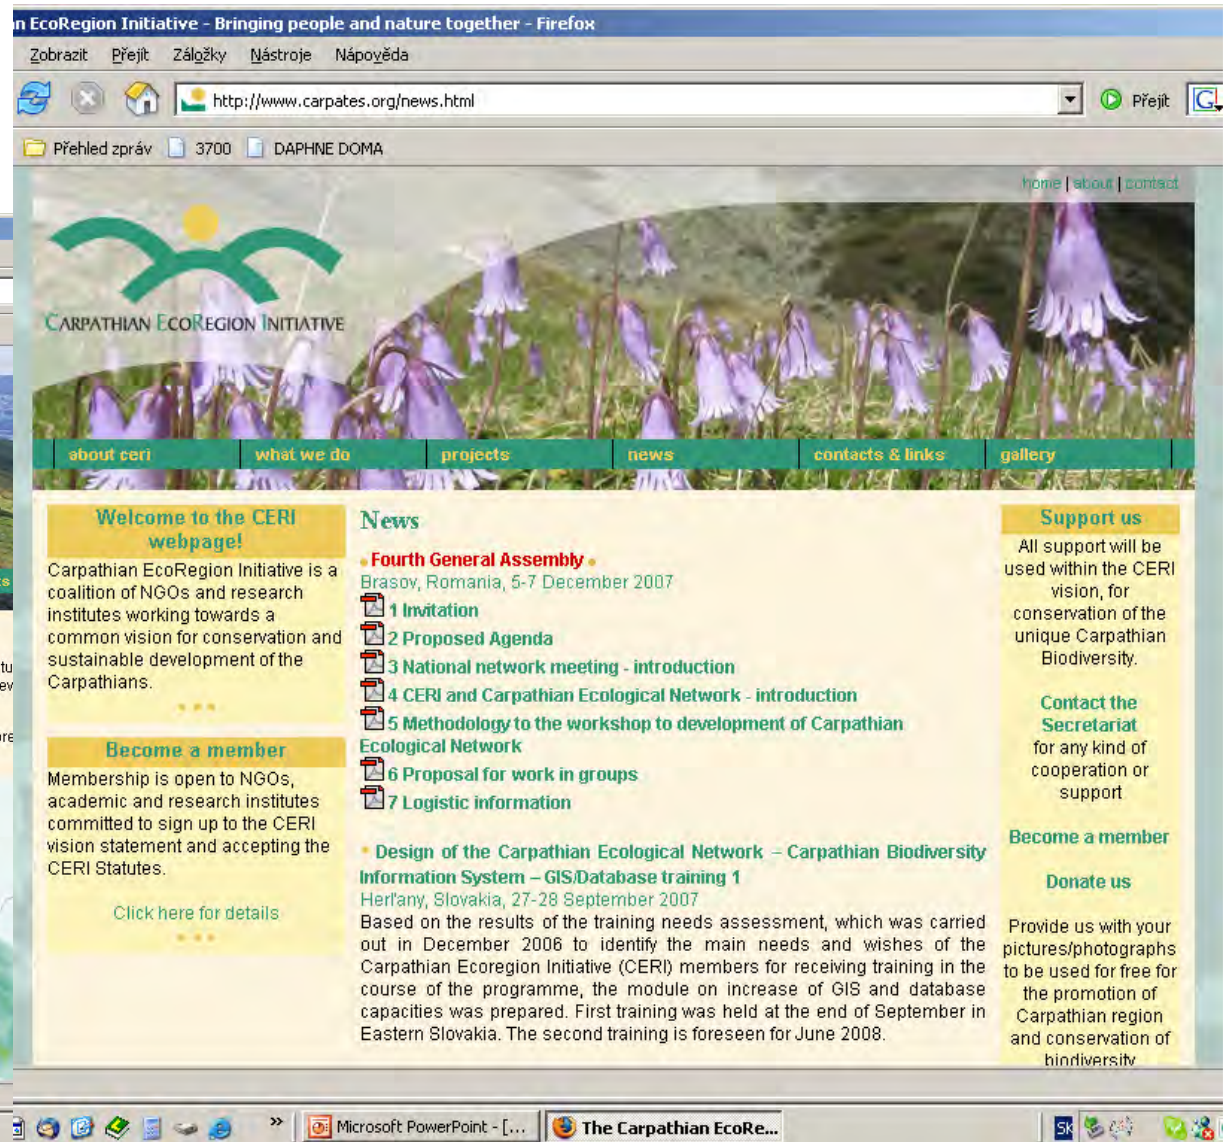 n EcoRegion Initiative - Bringing people and nature together - Firefox
Zobrazit Přejít Záložky Nástroje Nápověda
http://www.carpates.org/news.html
Přejít
G
Přehled zpráv 3700 DAPHNE DOMA
home | about | contact
CARPATHIAN ECOREGION INITIATIVE
about ceri
what we do
projects
news
contacts & links
gallery
Welcome to the CERI
webpage!
Carpathian EcoRegion Initiative is a
coalition of NGOs and research
institutes working towards a
common vision for conservation and
sustainable development of the
Carpathians.
Become a member
Membership is open to NGOs,
academic and research institutes
committed to sign up to the CERI
vision statement and accepting the
CERI Statutes.
Click here for details
News
Fourth General Assembly
Brasov, Romania, 5-7 December 2007
1 Invitation
2 Proposed Agenda
3 National network meeting - introduction
4 CERI and Carpathian Ecological Network - introduction
5 Methodology to the workshop to development of Carpathian
Ecological Network
6 Proposal for work in groups
7 Logistic information
Design of the Carpathian Ecological Network – Carpathian Biodiversity
Information System – GIS/Database training 1
Herľany, Slovakia, 27-28 September 2007
Based on the results of the training needs assessment, which was carried
out in December 2006 to identify the main needs and wishes of the
Carpathian Ecoregion Initiative (CERI) members for receiving training in the
course of the programme, the module on increase of GIS and database
capacities was prepared. First training was held at the end of September in
Eastern Slovakia. The second training is foreseen for June 2008.
Support us
All support will be
used within the CERI
vision, for
conservation of the
unique Carpathian
Biodiversity.
Contact the
Secretariat
for any kind of
cooperation or
support
Become a member
Donate us
Provide us with your
pictures/photographs
to be used for free for
the promotion of
Carpathian region
and conservation of
biodiversity
» Microsoft PowerPoint - [... The Carpathian EcoRe... SK